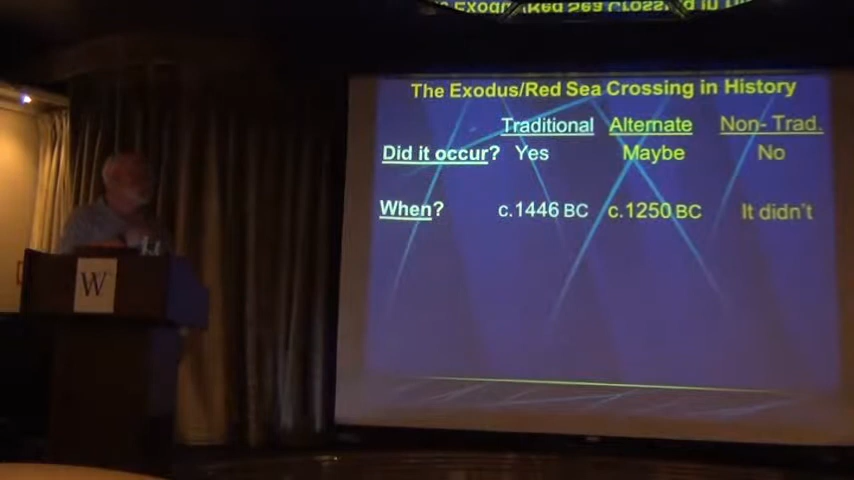 The Exodus/Red Sea Crossing in History
Traditional Alternate Non- Trad.
Did it occur? Yes Maybe No
When? c.1446 BC c.1250 BC It didn't
W